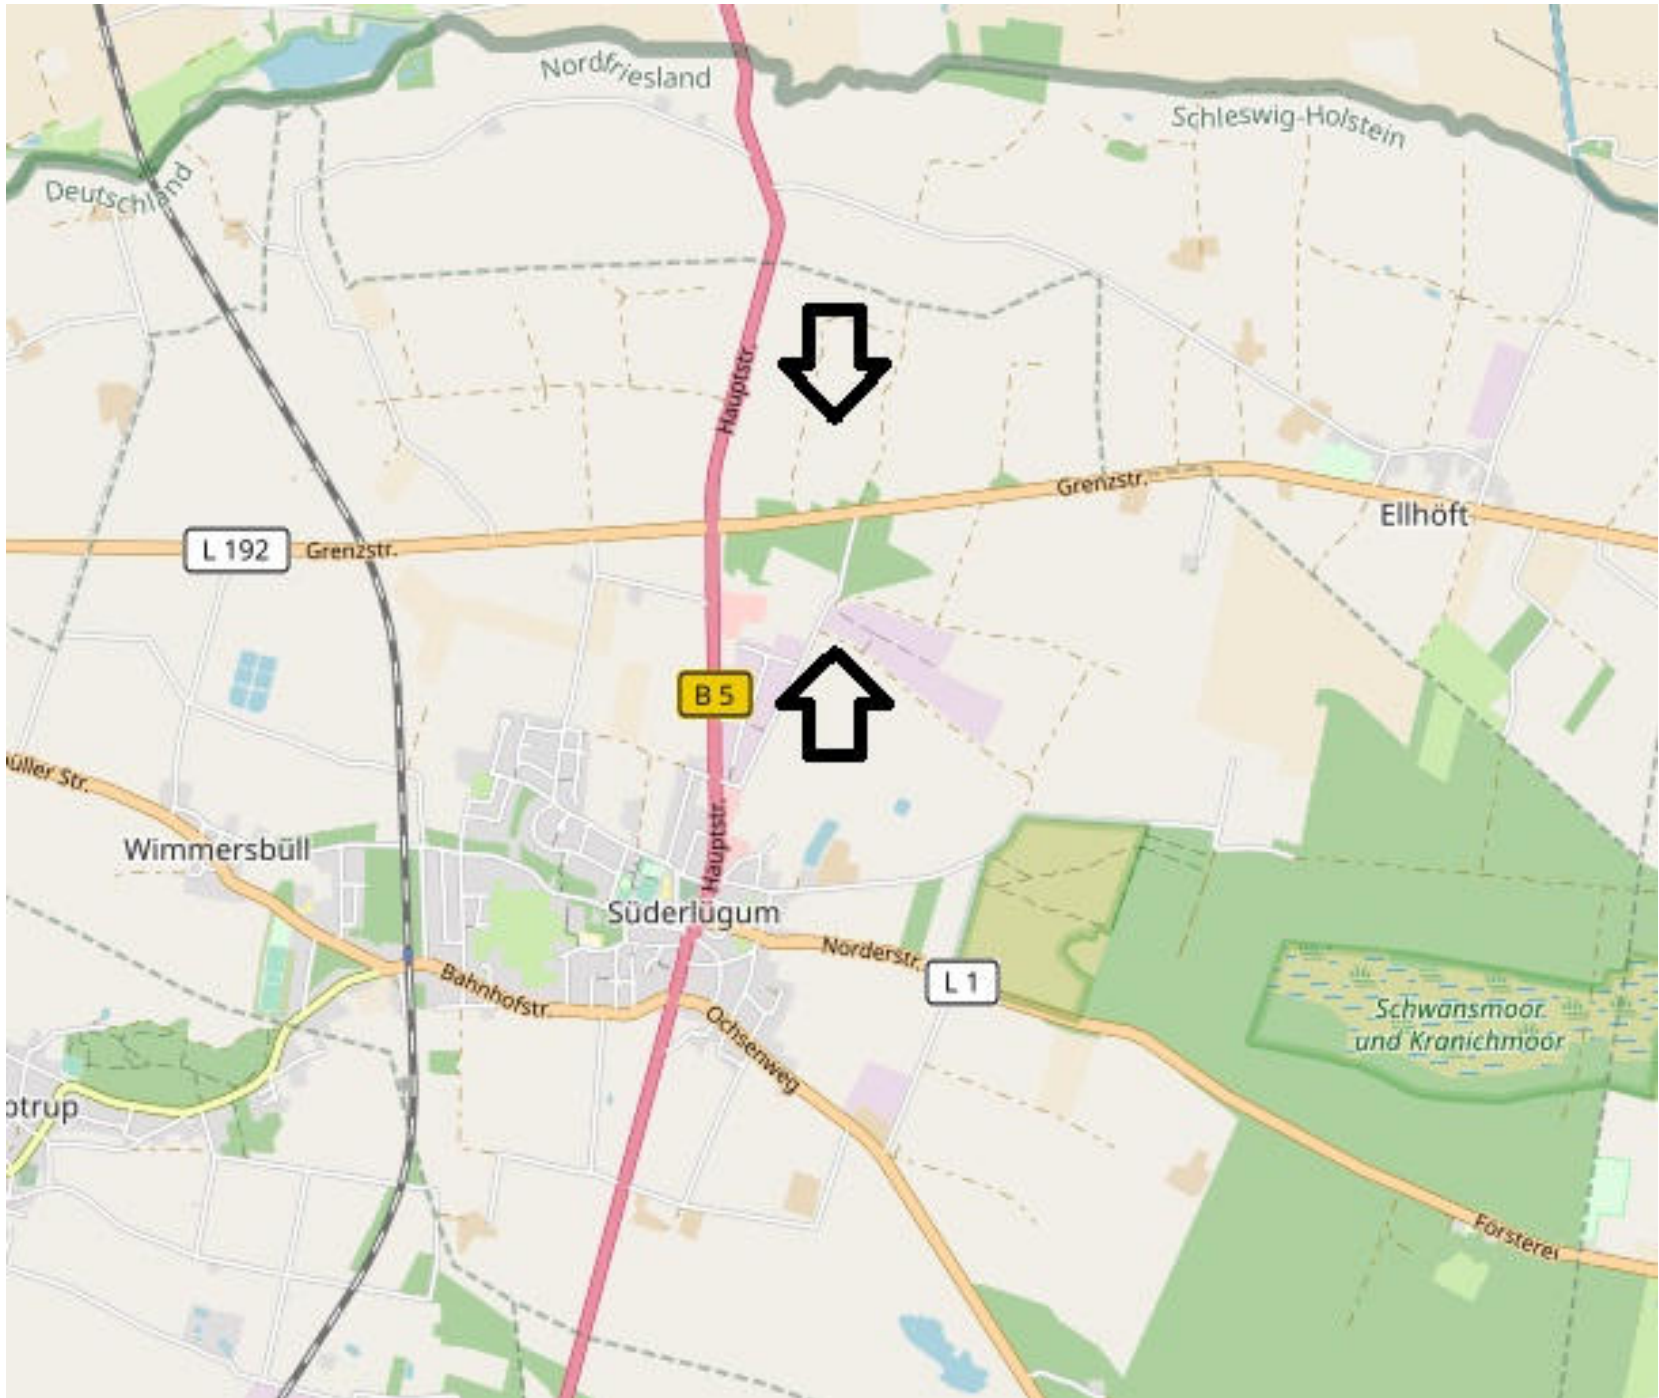 Nordfriesland
Schleswig-Holstein
Deutschland
Hauptstr.
Grenzstr.
Ellhöft
L 192
Grenzstr.
B 5
üller Str.
Hauptstr.
Wimmersbüll
Süderlügum
Norderstr.
L 1
Bahnhofstr.
Ochsenweg
Schwansmoor
und Kranichmoor
otrup
Försterei